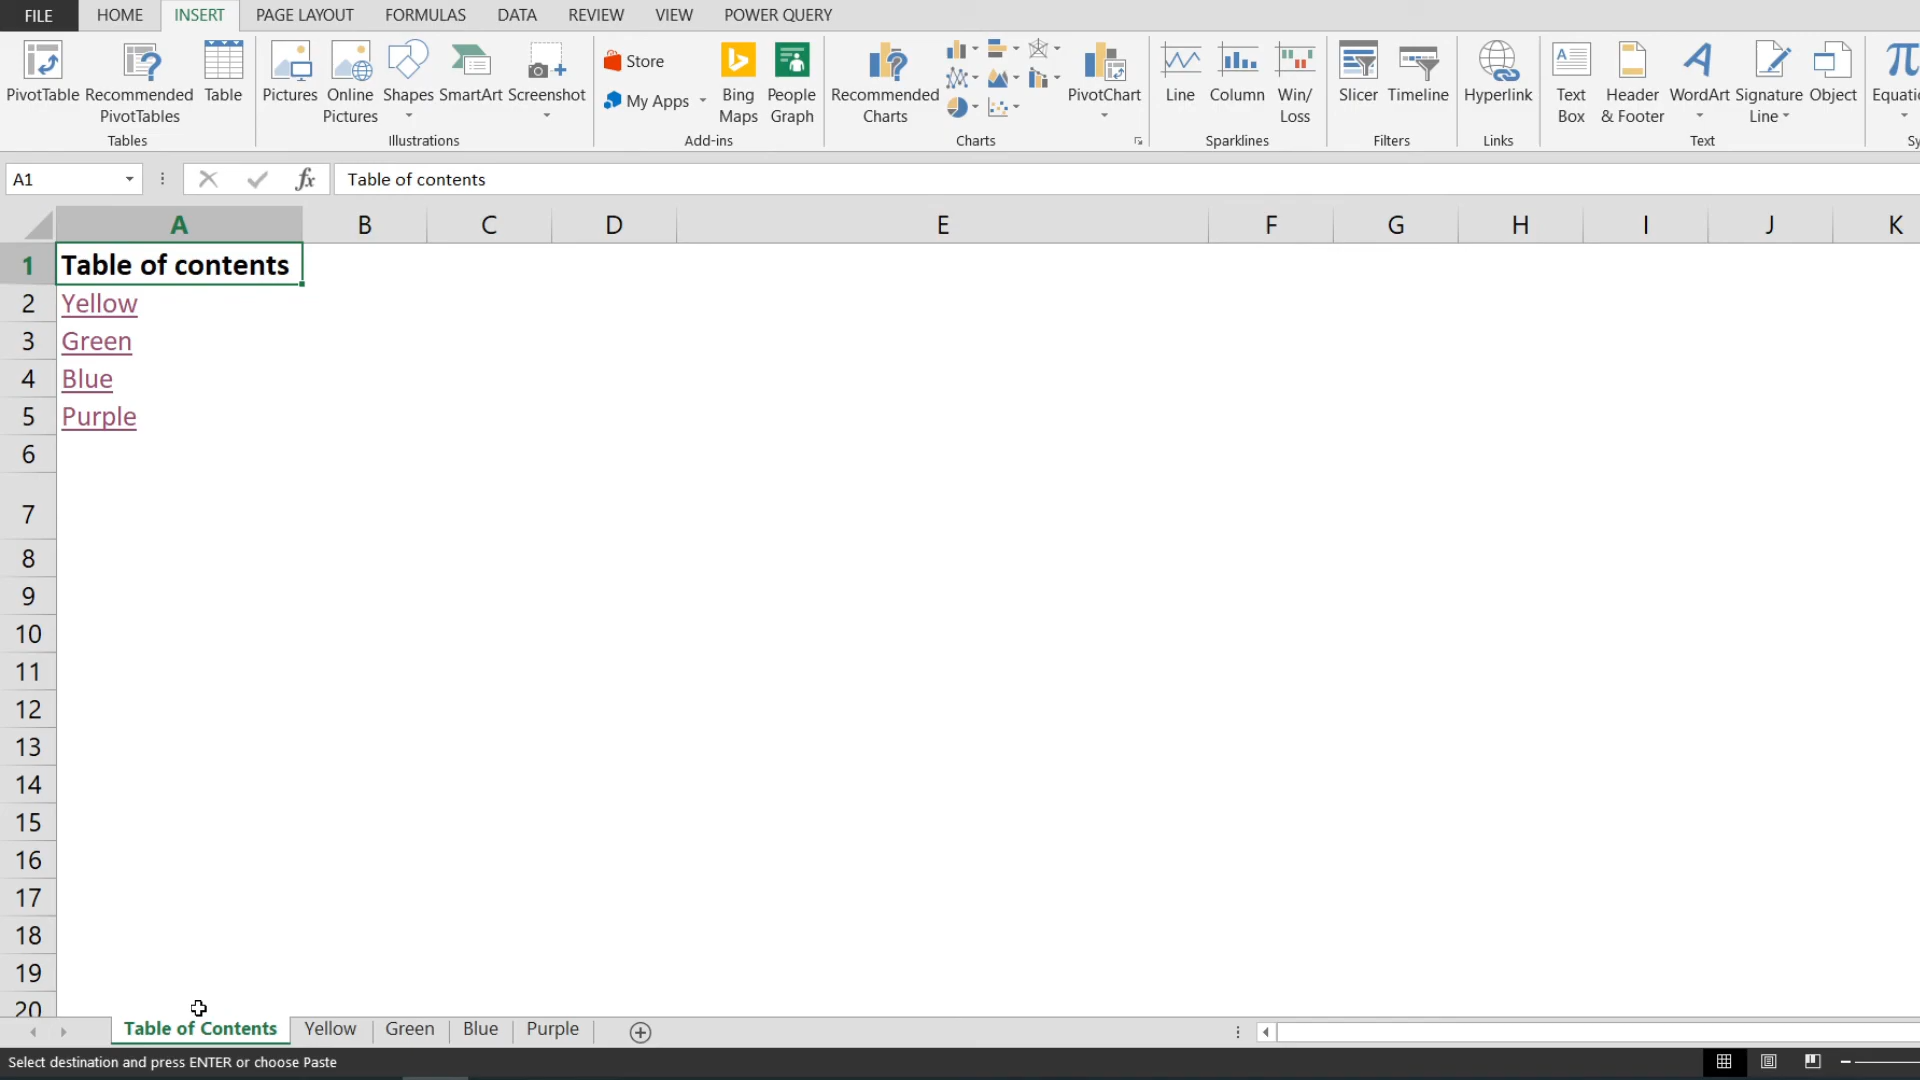 FILE HOME INSERT PAGE LAYOUT FORMULAS DATA REVIEW VIEW POWER QUERY
PivotTable Recommended PivotTables Table
Pictures Online Pictures Shapes SmartArt Screenshot
Store
My Apps
Bing Maps People Graph
Recommended Charts
PivotChart
Line Column Win/ Loss
Slicer Timeline
Hyperlink
Text Box Header & Footer WordArt Signature Line Object
π Equati
Tables Illustrations Add-ins Charts Sparklines Filters Links Text Sy
A1 fx Table of contents
A B C D E F G H I J K
1 Table of contents
2 Yellow
3 Green
4 Blue
5 Purple
6
7
8
9
10
11
12
13
14
15
16
17
18
19
20
Table of Contents Yellow Green Blue Purple
Select destination and press ENTER or choose Paste